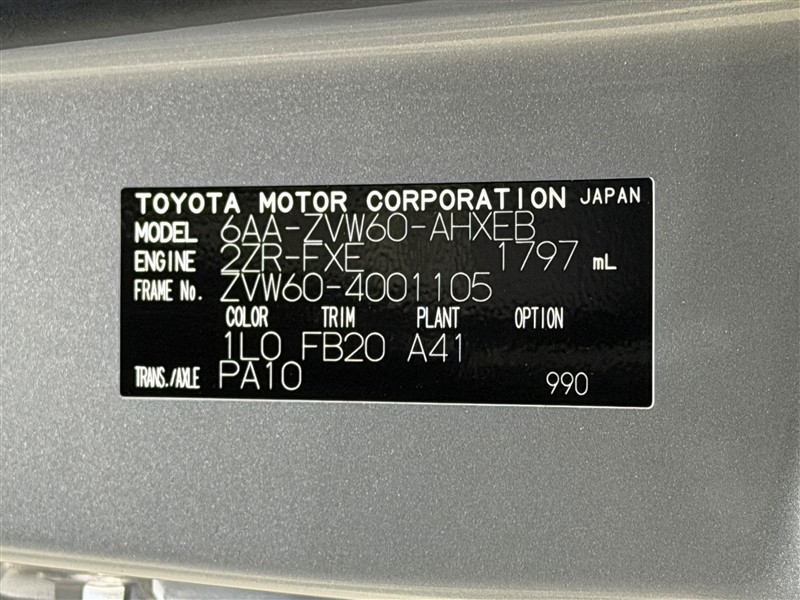 TOYOTA MOTOR CORPORATION JAPAN
MODEL 6AA-ZVW60-AHXEB
ENGINE 2ZR-FXE 1797 mL
FRAME No. ZVW60-4001105
COLOR TRIM PLANT OPTION
1L0 FB20 A41
TRANS./AXLE PA10 990